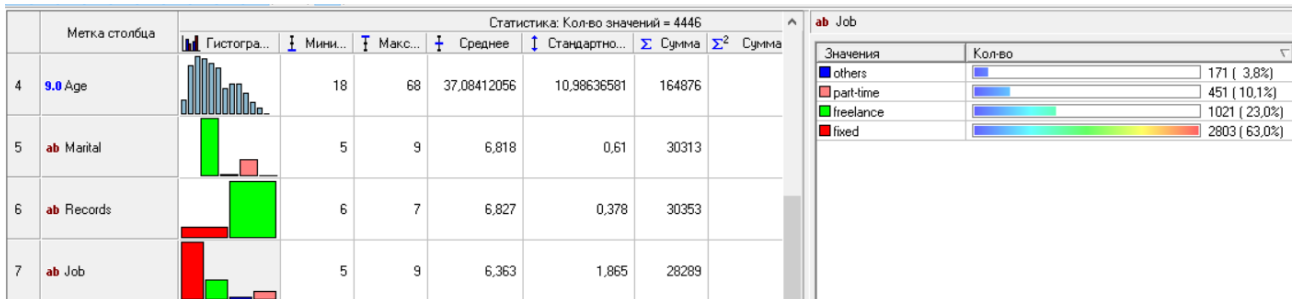 Статистика: Кол-во значений = 4446
Метка столбца
Гистогра... Мини... Макс... Среднее Стандартно... Σ Сумма Σ² Сумма
4 9.0 Age 18 68 37,08412056 10,98636581 164876
5 ab Marital 5 9 6,818 0,61 30313
6 ab Records 6 7 6,827 0,378 30353
7 ab Job 5 9 6,363 1,865 28289
ab Job
Значения Кол-во
others 171 ( 3,8%)
part-time 451 ( 10,1%)
freelance 1021 ( 23,0%)
fixed 2803 ( 63,0%)